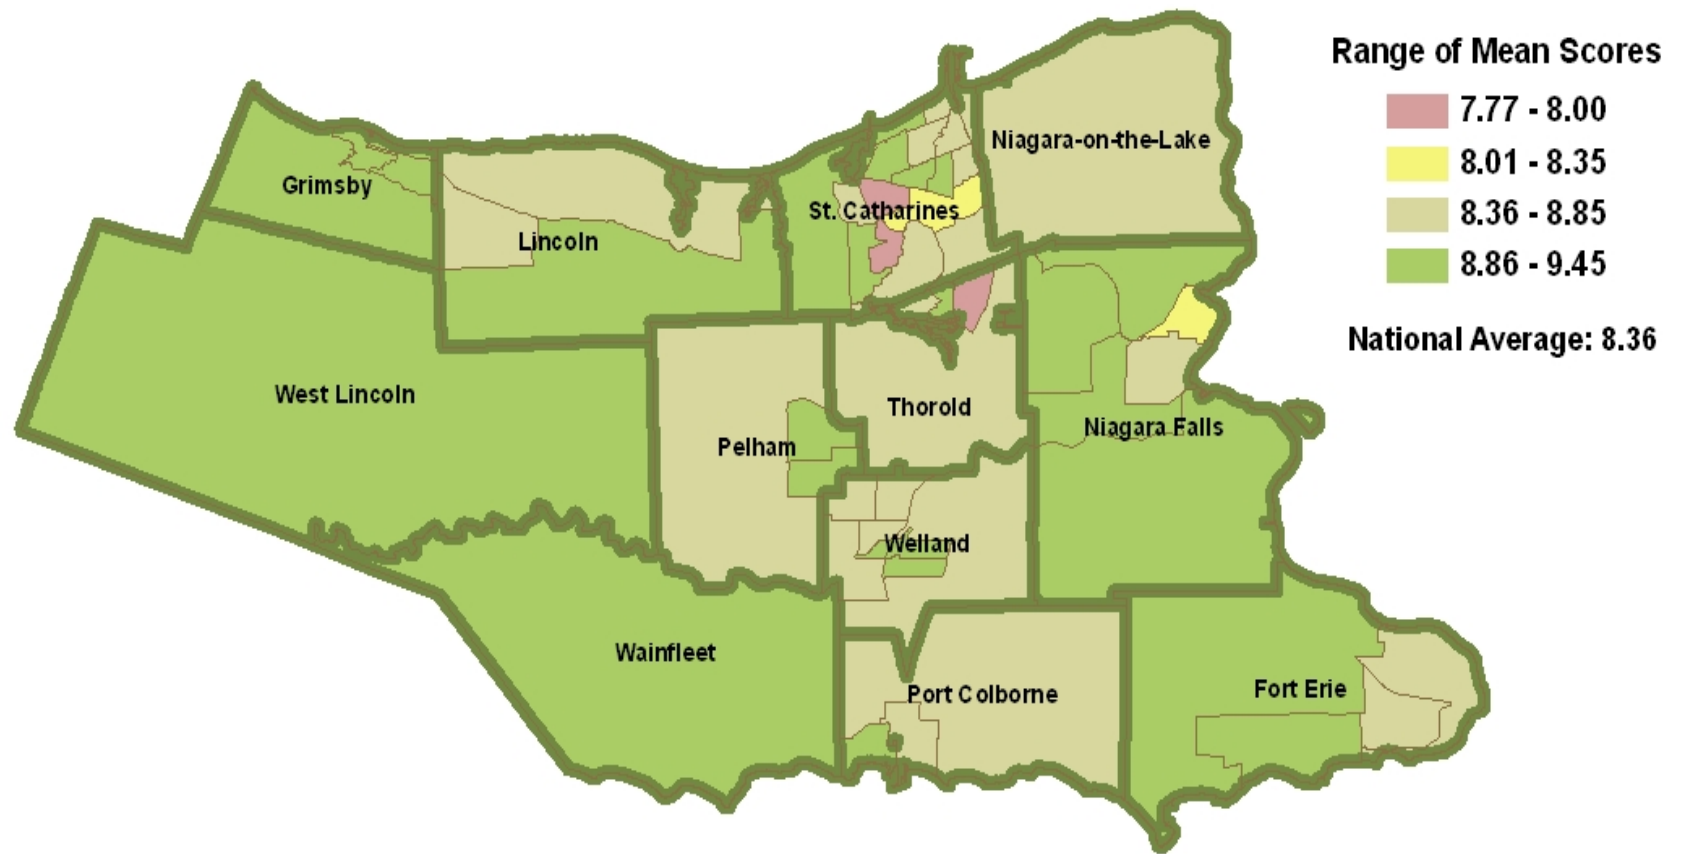 Range of Mean Scores
7.77 - 8.00
8.01 - 8.35
8.36 - 8.85
8.86 - 9.45
National Average: 8.36
Niagara-on-the-Lake
Grimsby
St. Catharines
Lincoln
West Lincoln
Thorold
Niagara Falls
Pelham
Welland
Wainfleet
Fort Erie
Port Colborne